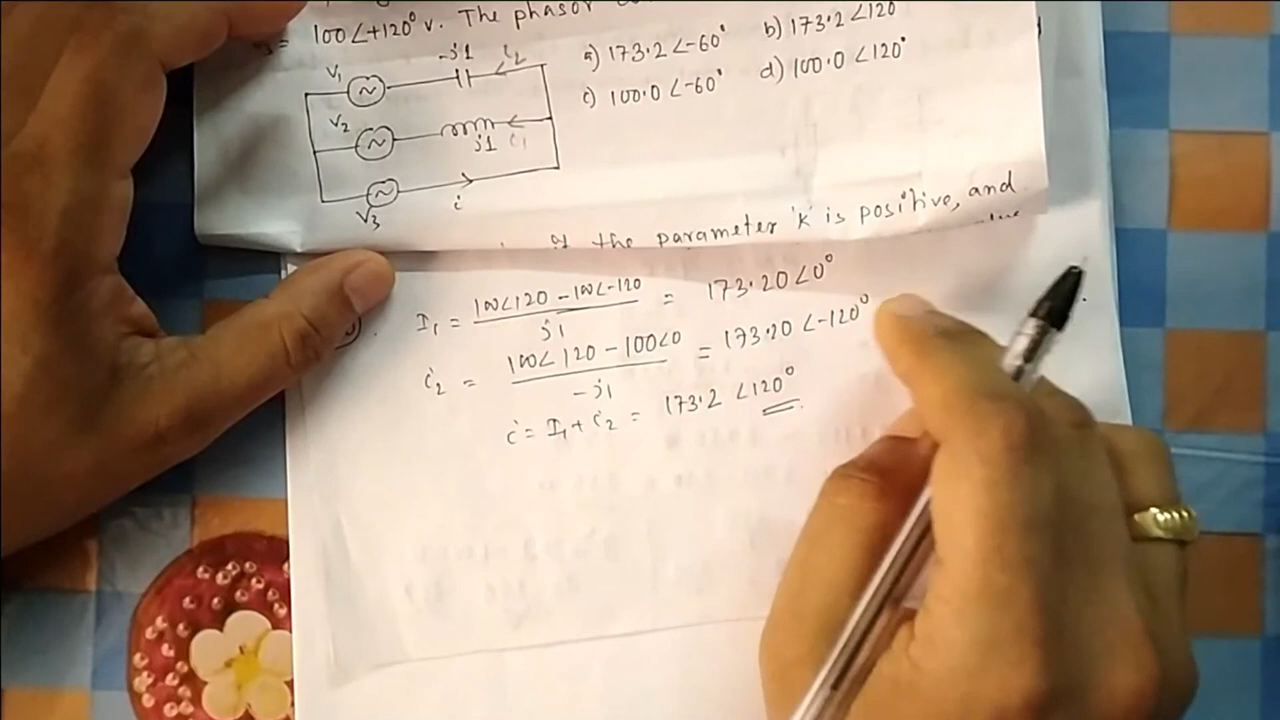 100∠+120° v. The phasor
a) 173.2∠-60° b) 173.2∠120
c) 100.0∠-60° d) 100.0∠120°
-j1 i2
V1
V2
j1 i1
V3 i
of the parameter 'K' is positive, and
I1 = 100∠120 - 100∠-120 / j1 = 173.20∠0°
i2 = 100∠120 - 100∠0 / -j1 = 173.20∠-120°
i = I1 + i2 = 173.2 ∠120°